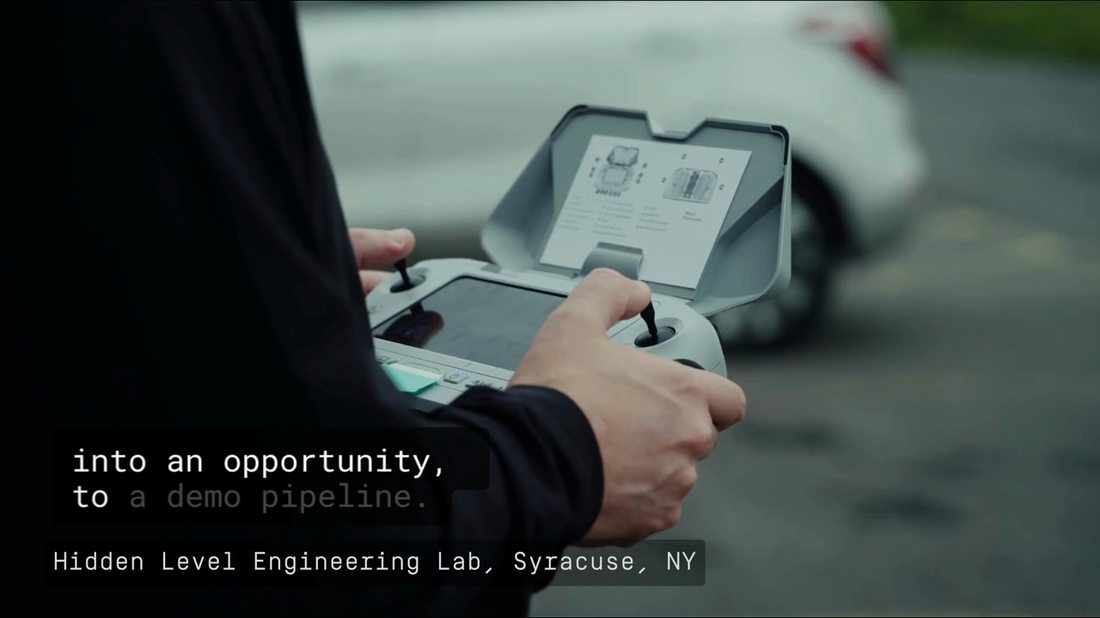 into an opportunity,
to a demo pipeline.
Hidden Level Engineering Lab, Syracuse, NY